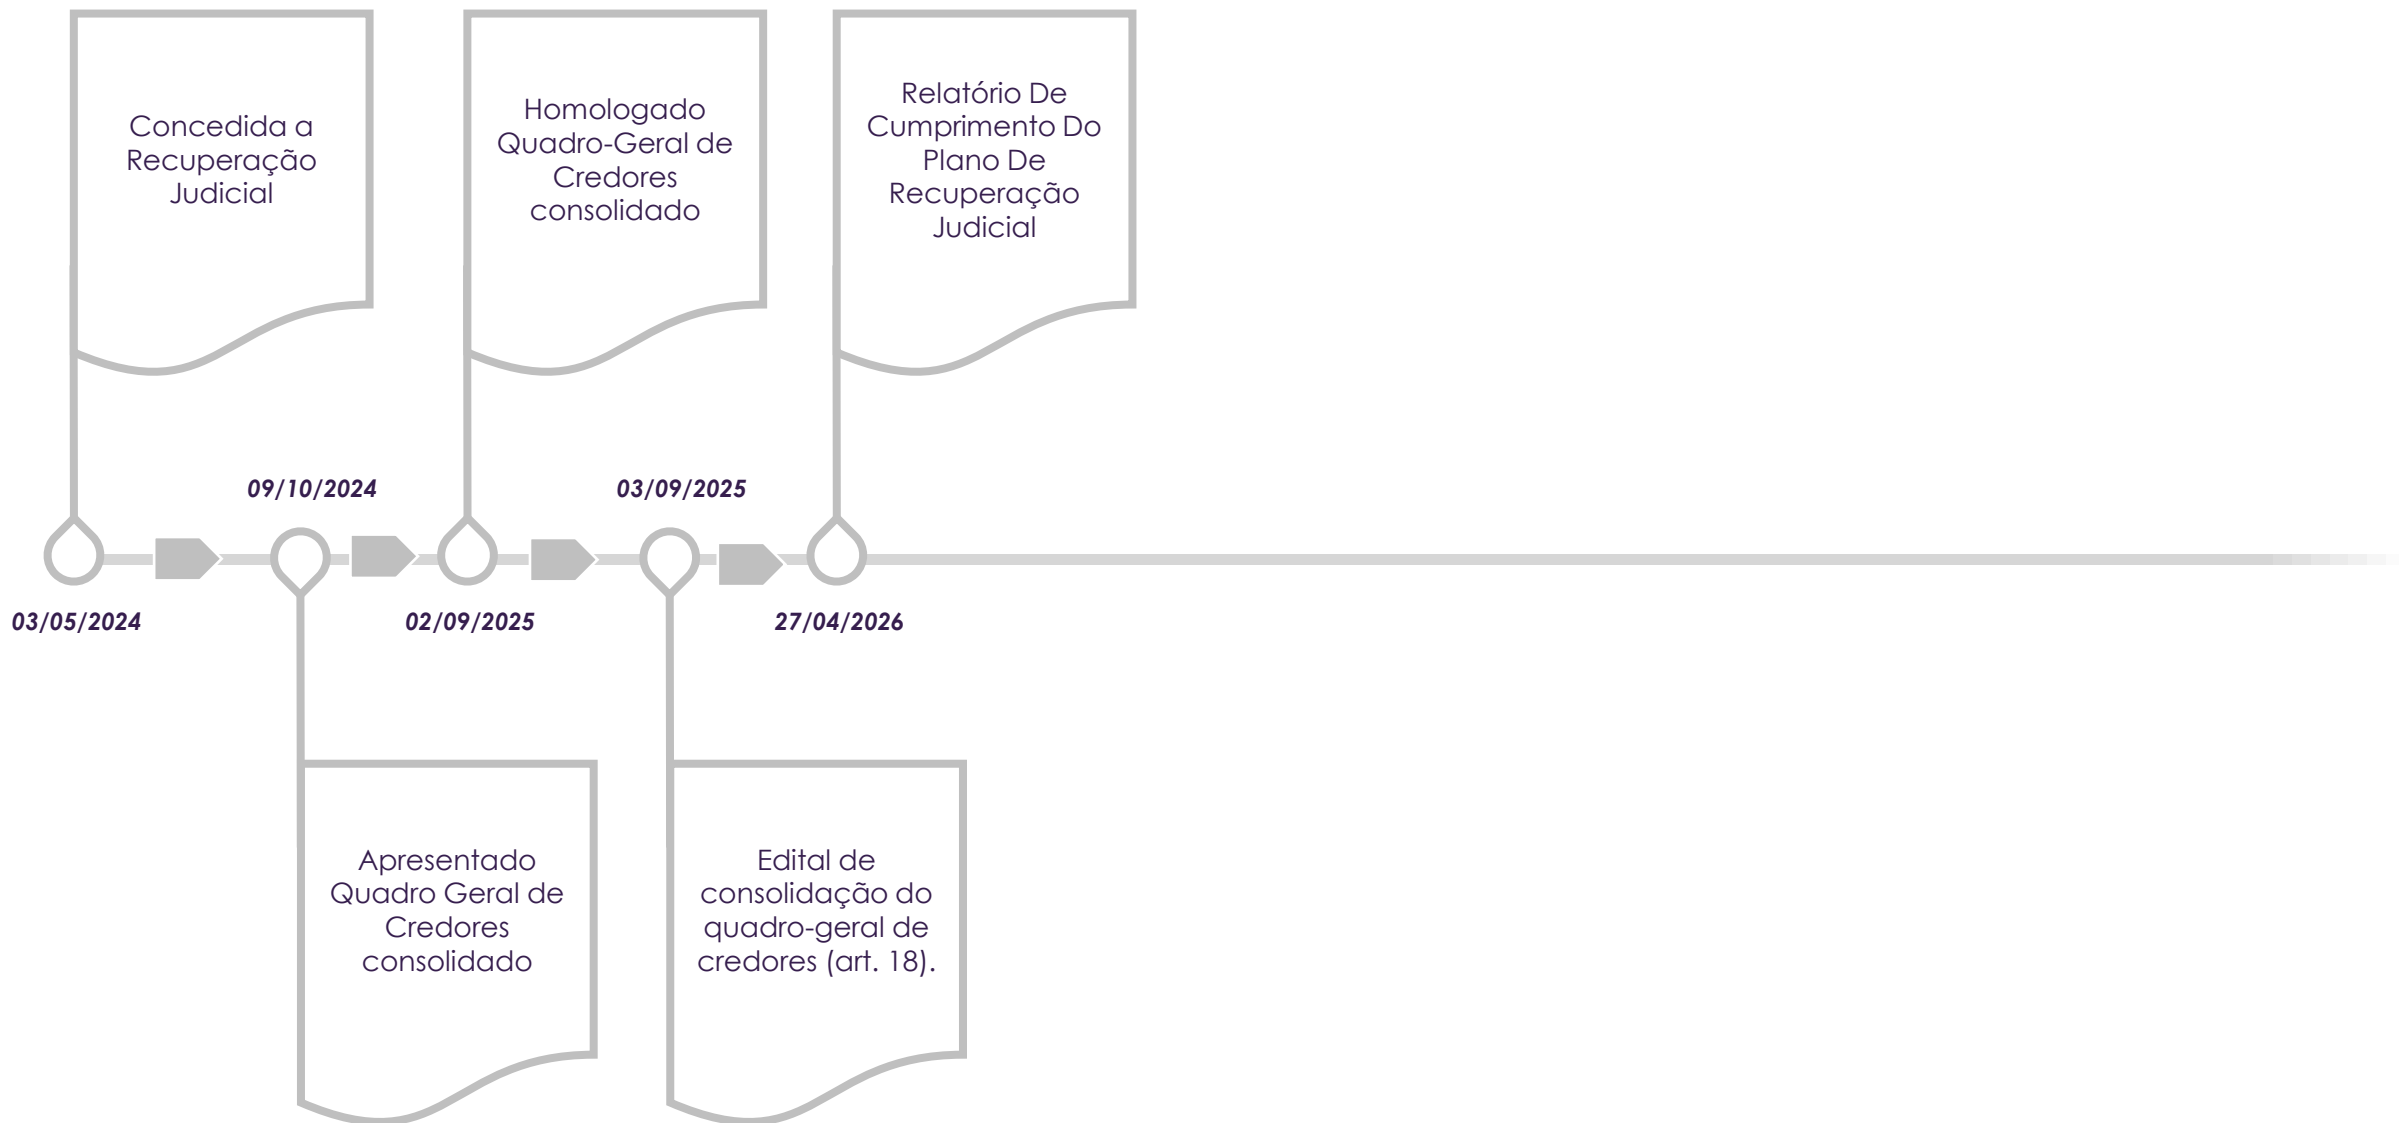 Concedida a
Recuperação
Judicial
Homologado
Quadro-Geral de
Credores
consolidado
Relatório De
Cumprimento Do
Plano De
Recuperação
Judicial
09/10/2024
03/09/2025
03/05/2024
02/09/2025
27/04/2026
Apresentado
Quadro Geral de
Credores
consolidado
Edital de
consolidação do
quadro-geral de
credores (art. 18).